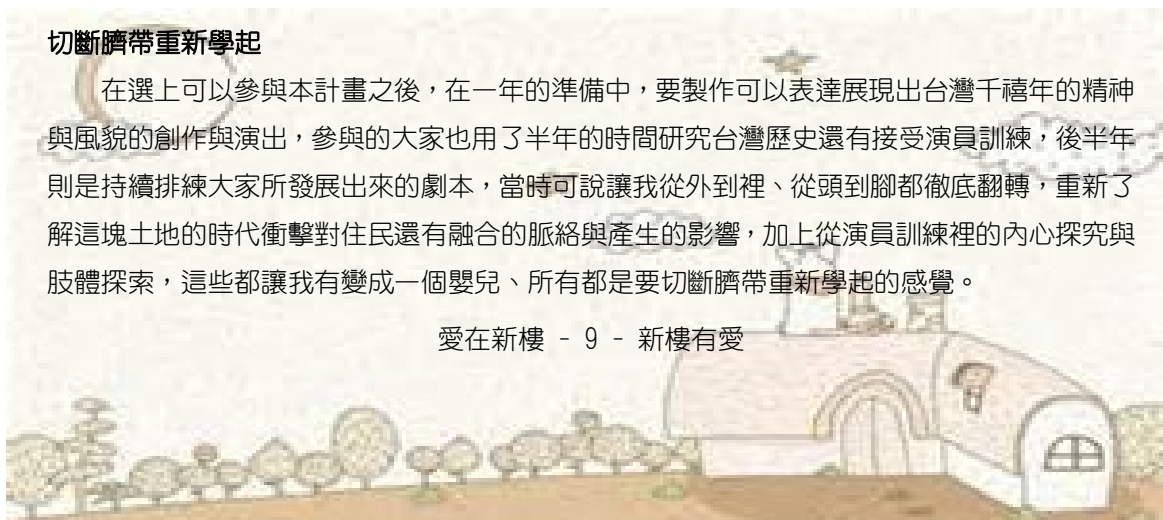 切斷臍帶重新學起
在選上可以參與本計畫之後，在一年的準備中，要製作可以表達展現出台灣千禧年的精神
與風貌的創作與演出，參與的大家也用了半年的時間研究台灣歷史還有接受演員訓練，後半年
則是持續排練大家所發展出來的劇本，當時可說讓我從外到裡、從頭到腳都徹底翻轉，重新了
解這塊土地的時代衝擊對住民還有融合的脈絡與產生的影響，加上從演員訓練裡的內心探究與
肢體探索，這些都讓我有變成一個嬰兒、所有都是要切斷臍帶重新學起的感覺。
愛在新樓 - 9 - 新樓有愛